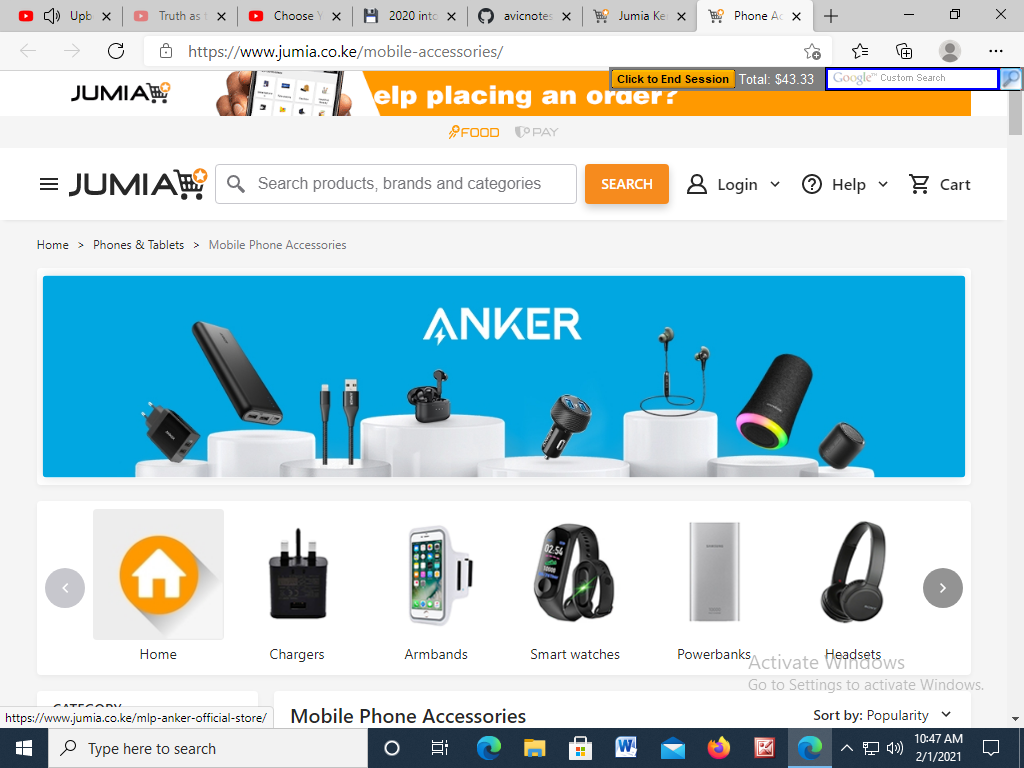 Upb
Truth as t
Choose Y
2020 into
avicnotes
Jumia Ke
Phone Ac
https://www.jumia.co.ke/mobile-accessories/
Click to End Session
Total: $43.33
Google™ Custom Search
JUMIA
elp placing an order?
FOOD
PAY
JUMIA
Search products, brands and categories
SEARCH
Login
Help
Cart
Home > Phones & Tablets > Mobile Phone Accessories
ANKER
02:54
Home
Chargers
Armbands
Smart watches
Powerbanks
Headsets
Activate Windows
Go to Settings to activate Windows.
CATEGORY
Mobile Phone Accessories
Sort by: Popularity
https://www.jumia.co.ke/mlp-anker-official-store/
Type here to search
10:47 AM
2/1/2021